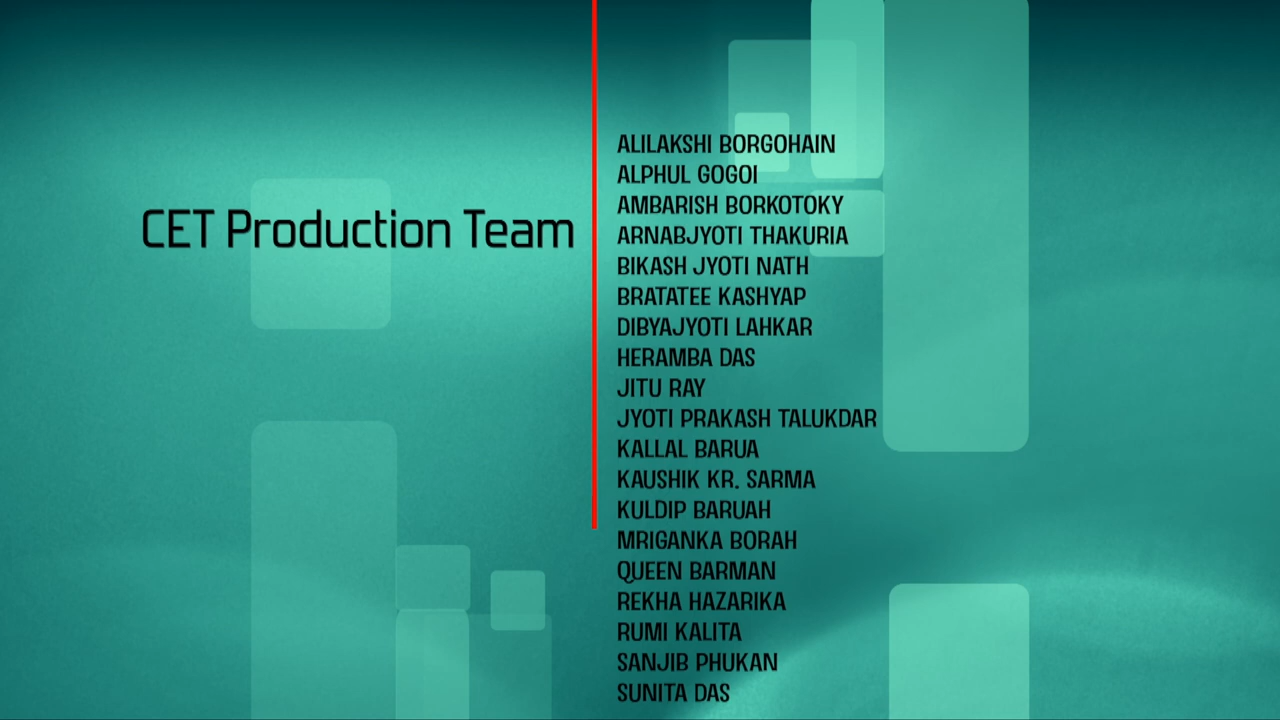 CET Production Team
ALILAKSHI BORGOHAIN
ALPHUL GOGOI
AMBARISH BORKOTOKY
ARNABJYOTI THAKURIA
BIKASH JYOTI NATH
BRATATEE KASHYAP
DIBYAJYOTI LAHKAR
HERAMBA DAS
JITU RAY
JYOTI PRAKASH TALUKDAR
KALLAL BARUA
KAUSHIK KR. SARMA
KULDIP BARUAH
MRIGANKA BORAH
QUEEN BARMAN
REKHA HAZARIKA
RUMI KALITA
SANJIB PHUKAN
SUNITA DAS